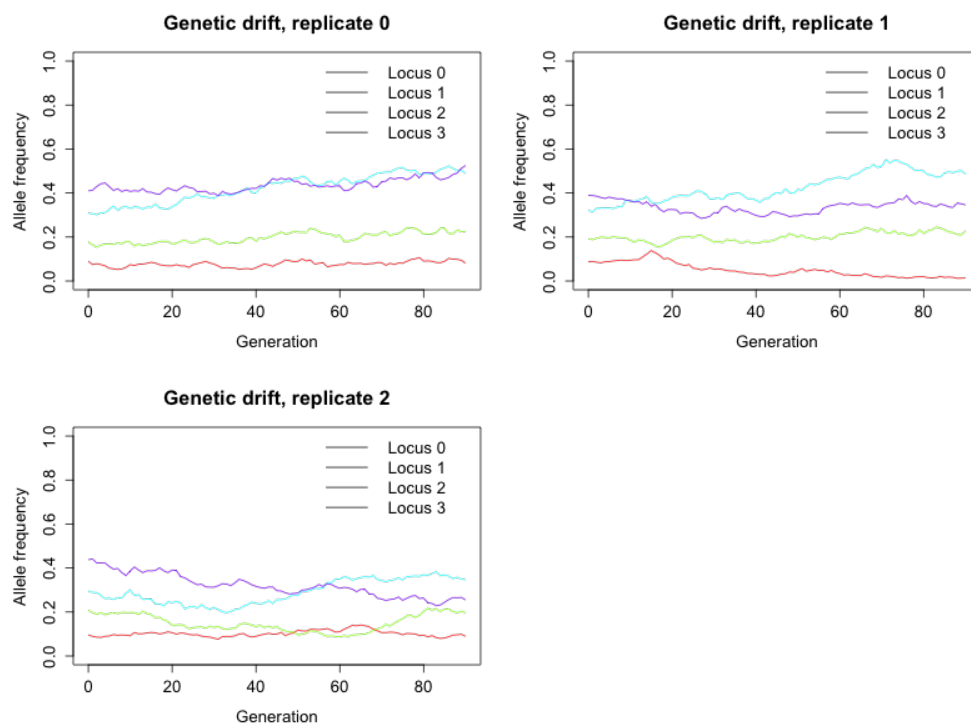 Genetic drift, replicate 0
Allele frequency
0.0 0.2 0.4 0.6 0.8 1.0
Locus 0
Locus 1
Locus 2
Locus 3
0 20 40 60 80
Generation
Genetic drift, replicate 1
Allele frequency
0.0 0.2 0.4 0.6 0.8 1.0
Locus 0
Locus 1
Locus 2
Locus 3
0 20 40 60 80
Generation
Genetic drift, replicate 2
Allele frequency
0.0 0.2 0.4 0.6 0.8 1.0
Locus 0
Locus 1
Locus 2
Locus 3
0 20 40 60 80
Generation